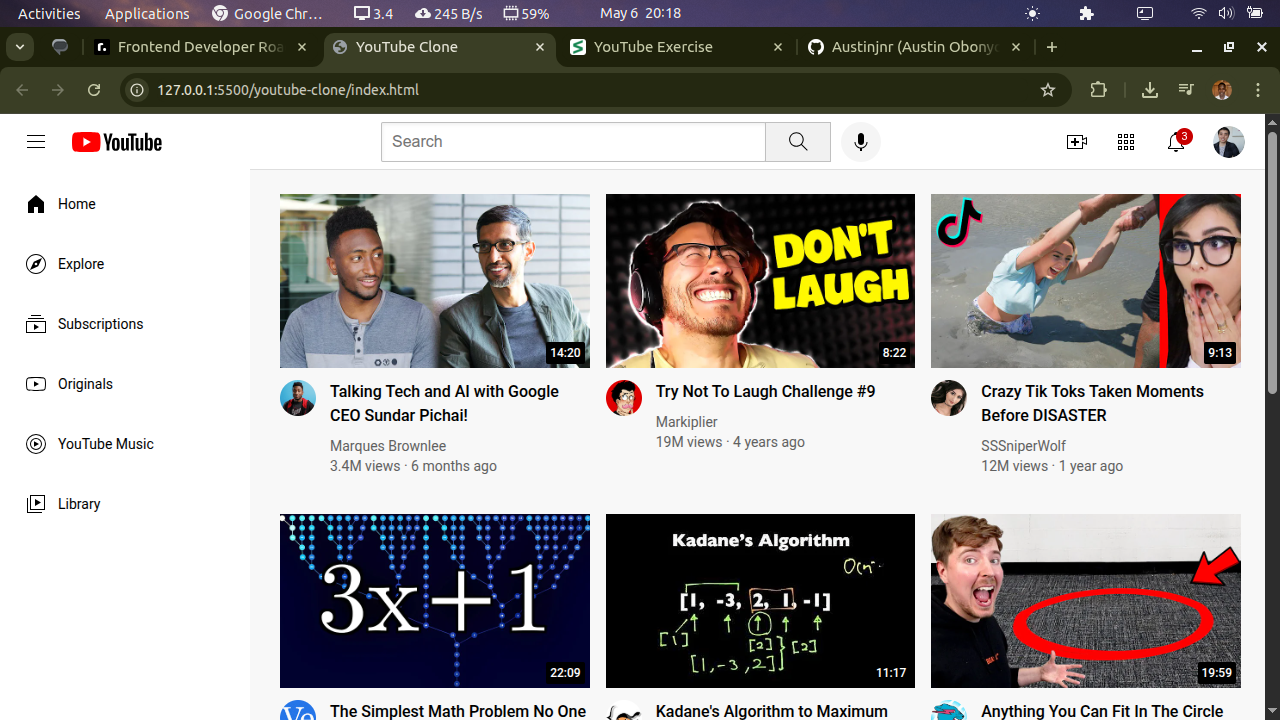 Activities Applications Google Chr... 3.4 245 B/s 59% May 6 20:18
Frontend Developer Roa YouTube Clone YouTube Exercise Austinjnr (Austin Obonyo
127.0.0.1:5500/youtube-clone/index.html
YouTube Search 3
Home
Explore
Subscriptions
Originals
YouTube Music
Library
14:20
Talking Tech and AI with Google
CEO Sundar Pichai!
Marques Brownlee
3.4M views · 6 months ago
DON'T
LAUGH
8:22
Try Not To Laugh Challenge #9
Markiplier
19M views · 4 years ago
9:13
Crazy Tik Toks Taken Moments
Before DISASTER
SSSniperWolf
12M views · 1 year ago
3x+1
22:09
The Simplest Math Problem No One
Kadane's Algorithm
[1, -3, 2, 1, -1]
[1] [2] [2]
[1, -3, 2]
11:17
Kadane's Algorithm to Maximum
19:59
Anything You Can Fit In The Circle